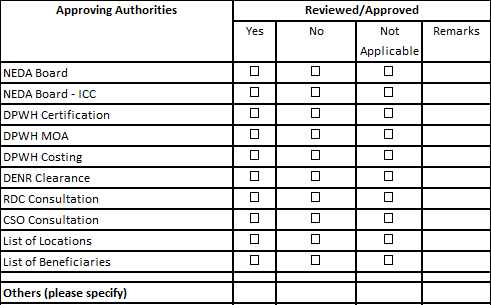 Approving Authorities Reviewed/Approved
Yes No Not Applicable Remarks
NEDA Board ☐ ☐ ☐
NEDA Board - ICC ☐ ☐ ☐
DPWH Certification ☐ ☐ ☐
DPWH MOA ☐ ☐ ☐
DPWH Costing ☐ ☐ ☐
DENR Clearance ☐ ☐ ☐
RDC Consultation ☐ ☐ ☐
CSO Consultation ☐ ☐ ☐
List of Locations ☐ ☐ ☐
List of Beneficiaries ☐ ☐ ☐
Others (please specify)